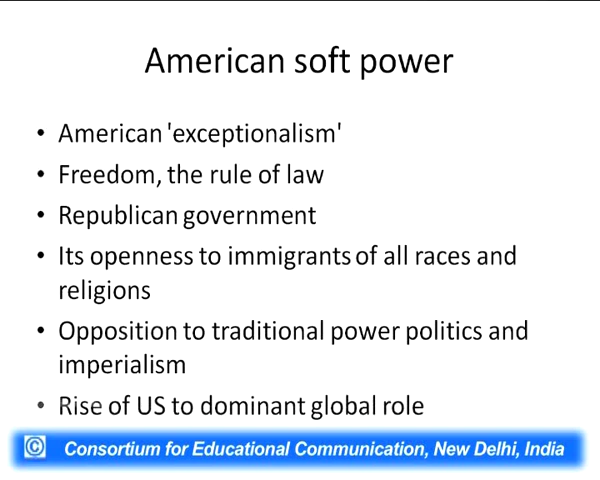 American soft power
• American 'exceptionalism'
• Freedom, the rule of law
• Republican government
• Its openness to immigrants of all races and
religions
• Opposition to traditional power politics and
imperialism
• Rise of US to dominant global role
© Consortium for Educational Communication, New Delhi, India